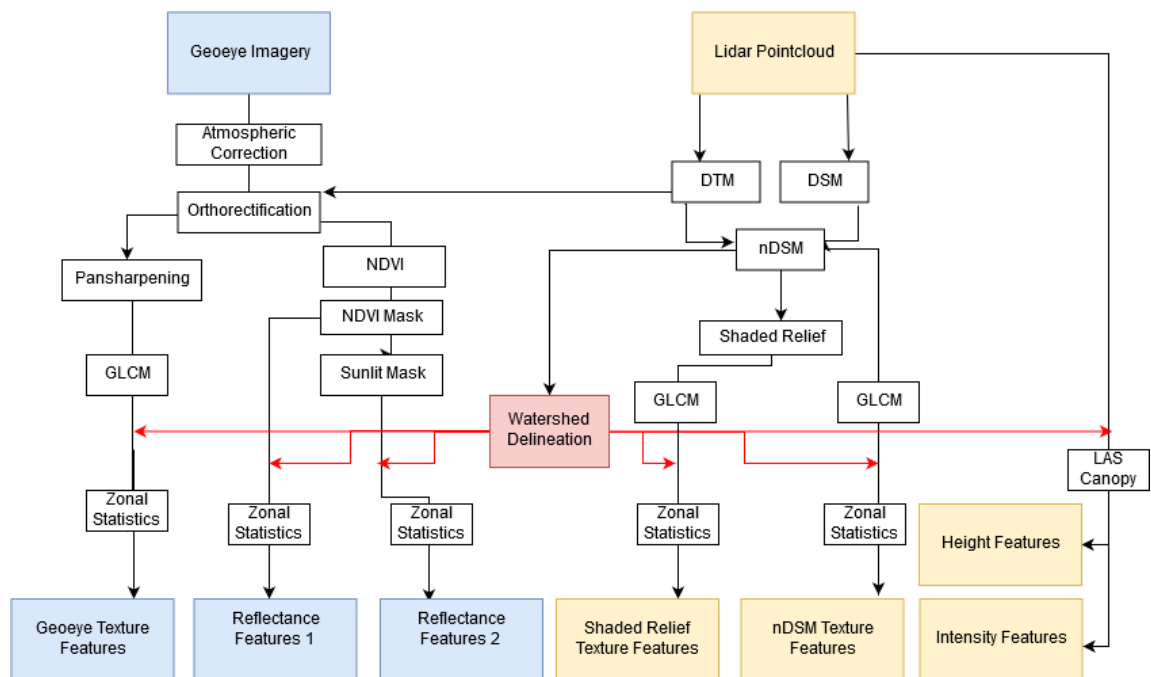 Geoeye Imagery
Lidar Pointcloud
Atmospheric
Correction
DTM
DSM
Orthorectification
nDSM
Pansharpening
NDVI
NDVI Mask
Shaded Relief
GLCM
Sunlit Mask
GLCM
GLCM
Watershed
Delineation
LAS
Canopy
Zonal
Statistics
Zonal
Statistics
Zonal
Statistics
Zonal
Statistics
Zonal
Statistics
Height Features
Geoeye Texture
Features
Reflectance
Features 1
Reflectance
Features 2
Shaded Relief
Texture Features
nDSM Texture
Features
Intensity Features